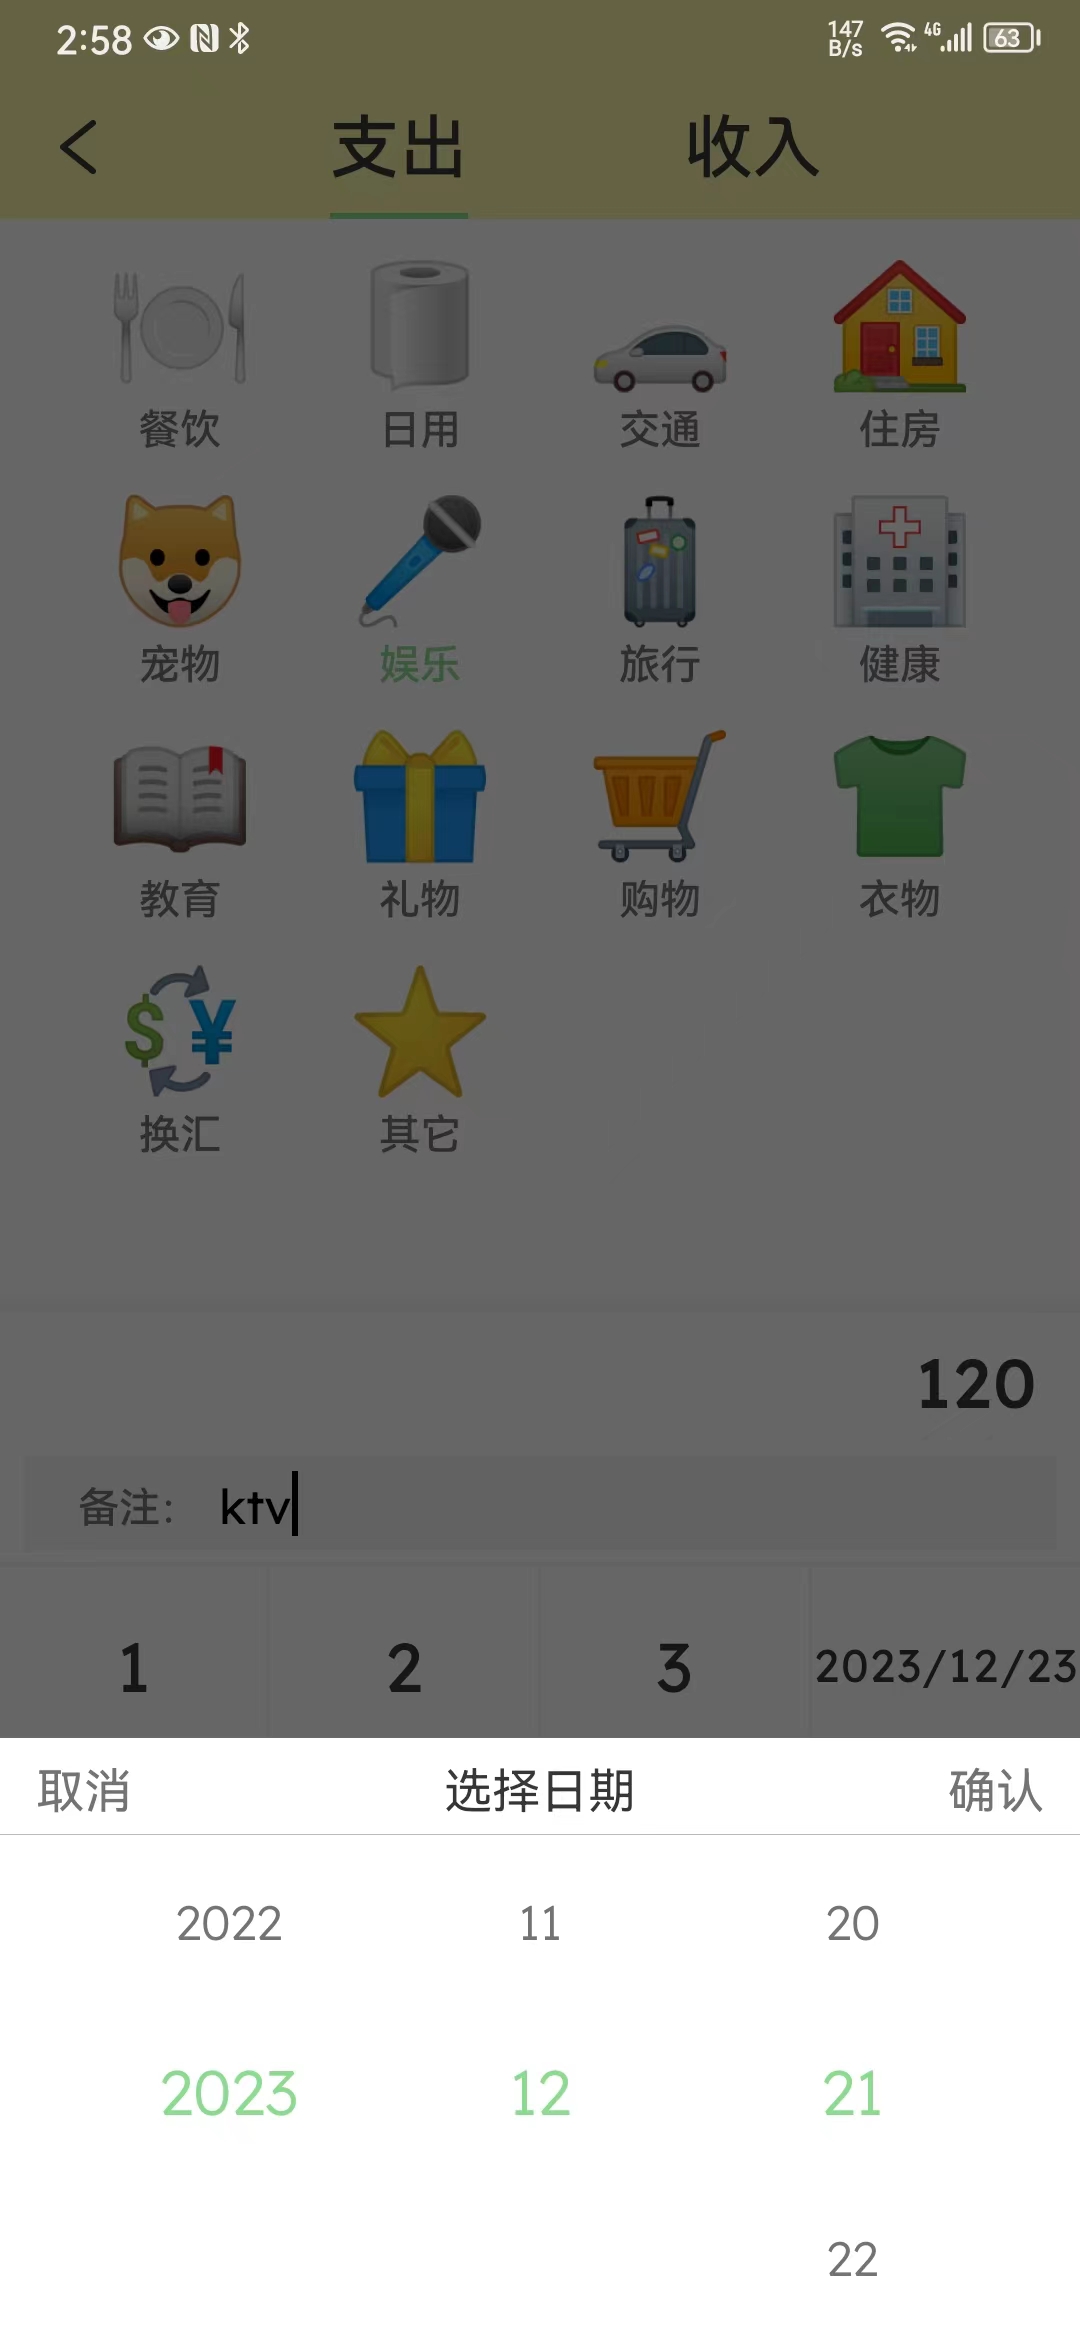 2:58 147 B/s 4G 63
支出 收入
餐饮 日用 交通 住房
宠物 娱乐 旅行 健康
教育 礼物 购物 衣物
$ ¥
换汇 其它
120
备注: ktv
1 2 3 2023/12/23
取消 选择日期 确认
2022 11 20
2023 12 21
22